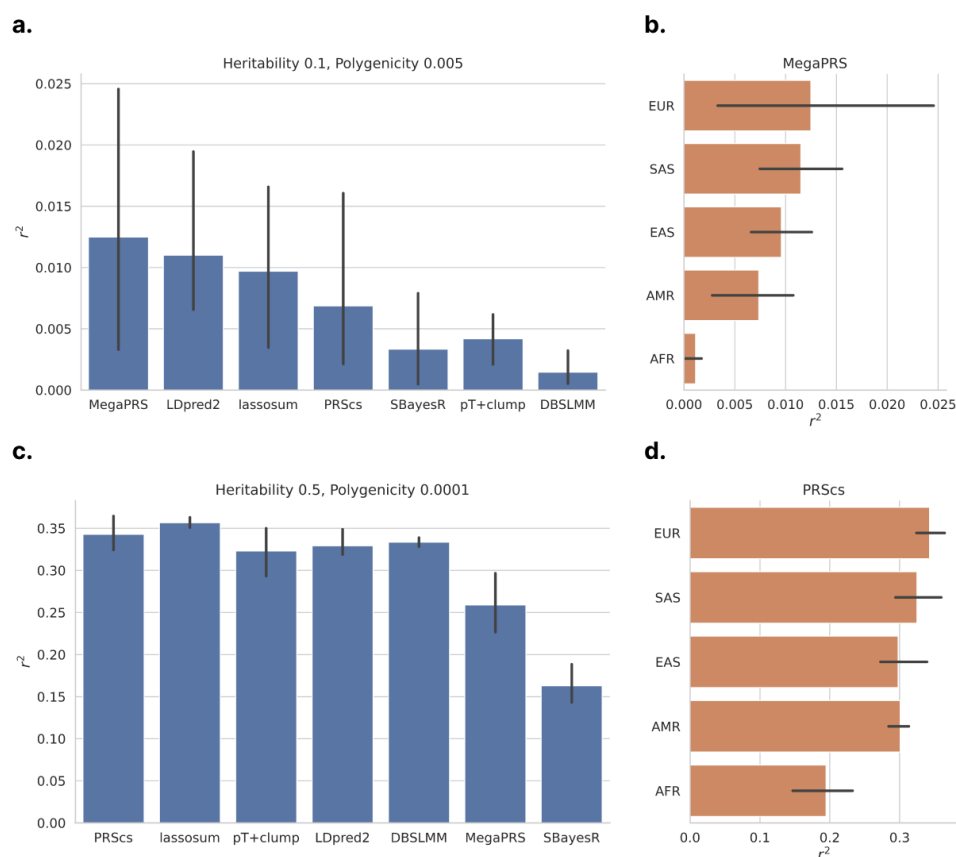 a.
Heritability 0.1, Polygenicity 0.005
r²
0.025
0.020
0.015
0.010
0.005
0.000
MegaPRS LDpred2 lassosum PRScs SBayesR pT+clump DBSLMM
b.
MegaPRS
EUR
SAS
EAS
AMR
AFR
0.000 0.005 0.010 0.015 0.020 0.025
r²
c.
Heritability 0.5, Polygenicity 0.0001
r²
0.35
0.30
0.25
0.20
0.15
0.10
0.05
0.00
PRScs lassosum pT+clump LDpred2 DBSLMM MegaPRS SBayesR
d.
PRScs
EUR
SAS
EAS
AMR
AFR
0.0 0.1 0.2 0.3
r²